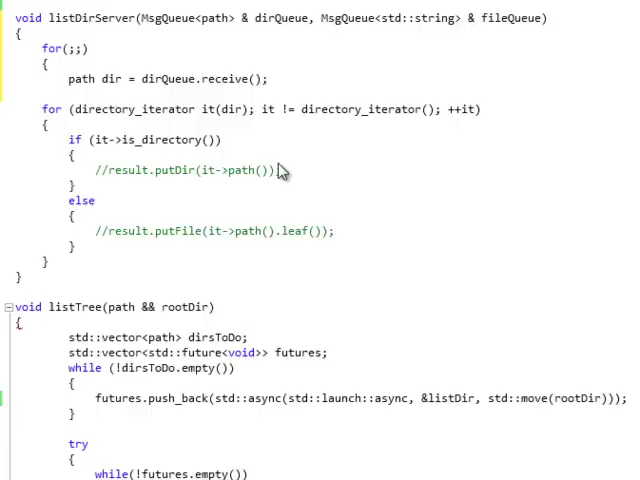 void listDirServer(MsgQueue<path> & dirQueue, MsgQueue<std::string> & fileQueue)
{
    for(;;)
    {
        path dir = dirQueue.receive();

    for (directory_iterator it(dir); it != directory_iterator(); ++it)
    {
        if (it->is_directory())
        {
            //result.putDir(it->path());
        }
        else
        {
            //result.putFile(it->path().leaf());
        }
    }
}

void listTree(path && rootDir)
{
        std::vector<path> dirsToDo;
        std::vector<std::future<void>> futures;
        while (!dirsToDo.empty())
        {
            futures.push_back(std::async(std::launch::async, &listDir, std::move(rootDir)));
        }

        try
        {
            while(!futures.empty())